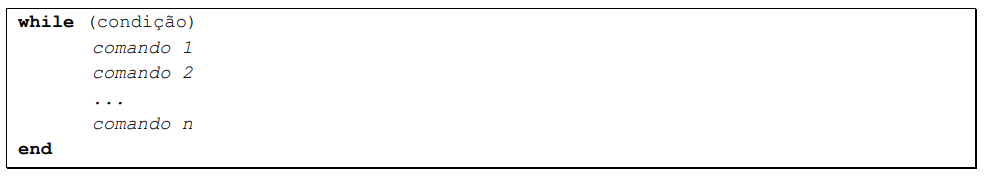 while (condição)
comando 1
comando 2
...
comando n
end